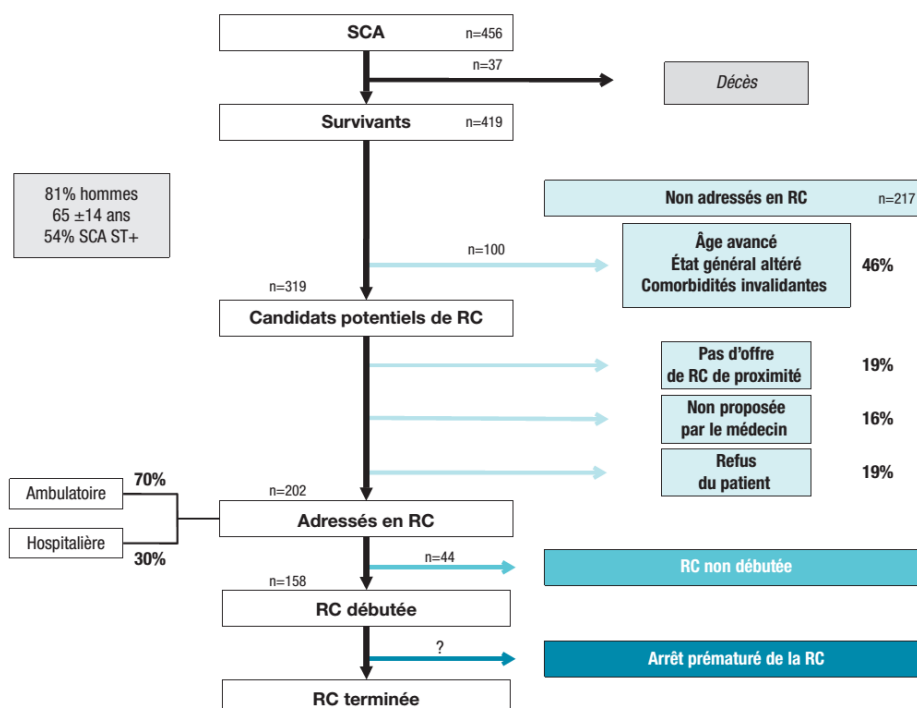 SCA n=456
n=37
Décès
Survivants n=419
81% hommes
65 ±14 ans
54% SCA ST+
Non adressés en RC n=217
n=100
Âge avancé
État général altéré
Comorbidités invalidantes
46%
n=319
Candidats potentiels de RC
Pas d'offre
de RC de proximité
19%
Non proposée
par le médecin
16%
Refus
du patient
19%
70%
Ambulatoire
Hospitalière
30%
n=202
Adressés en RC
n=44
RC non débutée
n=158
RC débutée
?
Arrêt prématuré de la RC
RC terminée